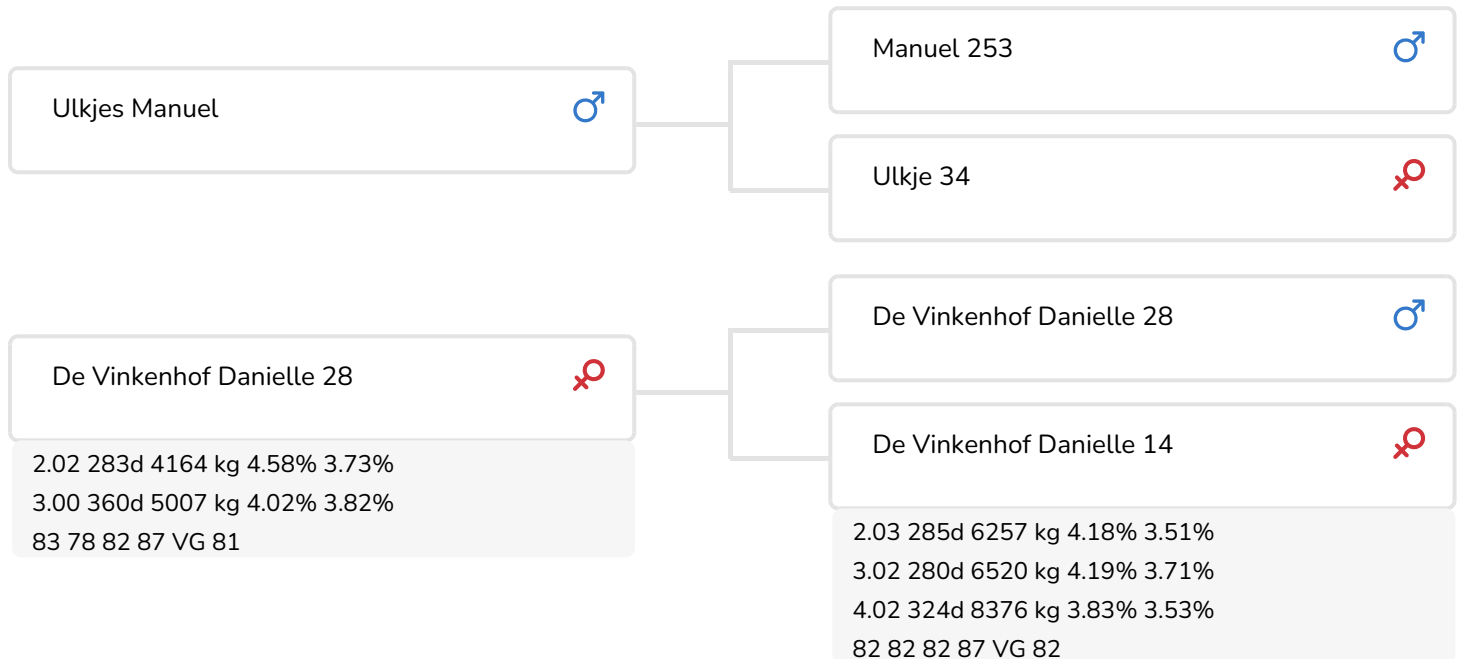 Ulkjes Manuel
Manuel 253
Ulkje 34
De Vinkenhof Danielle 28
2.02 283d 4164 kg 4.58% 3.73%
3.00 360d 5007 kg 4.02% 3.82%
83 78 82 87 VG 81
De Vinkenhof Danielle 28
De Vinkenhof Danielle 14
2.03 285d 6257 kg 4.18% 3.51%
3.02 280d 6520 kg 4.19% 3.71%
4.02 324d 8376 kg 3.83% 3.53%
82 82 82 87 VG 82